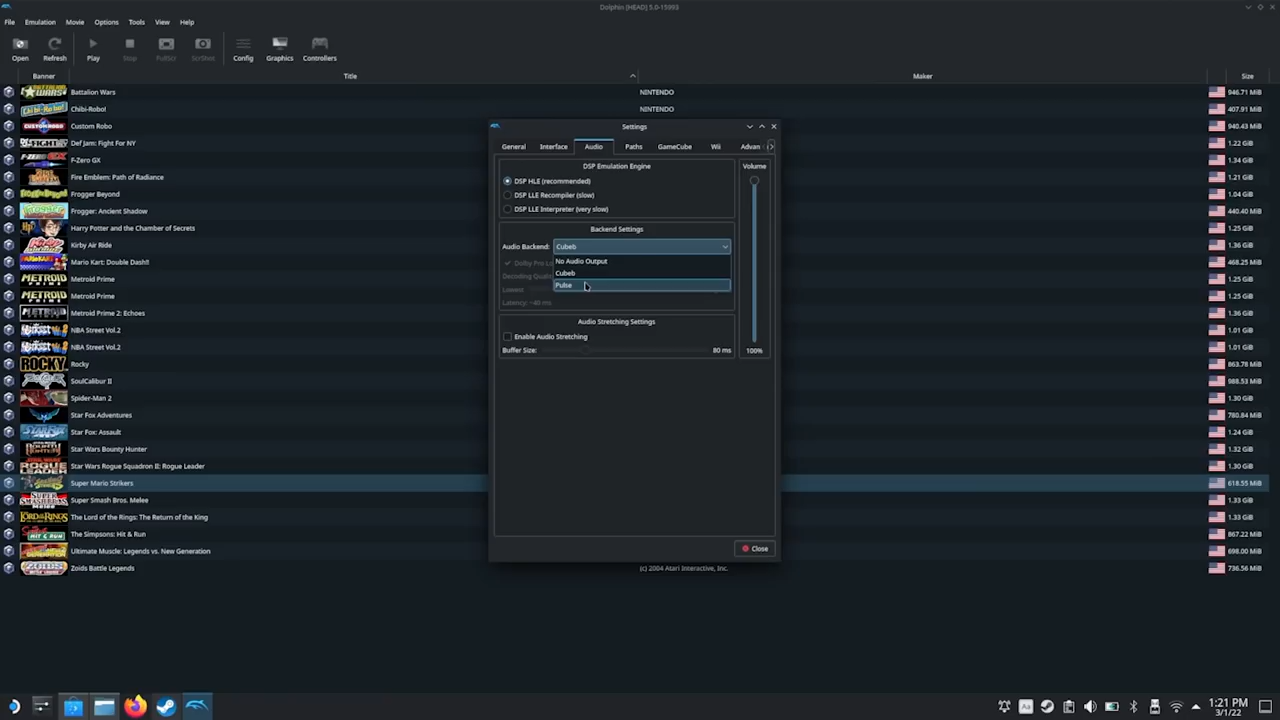 Dolphin [HEAD] 5.0-15993
File Emulation Movie Options Tools View Help
Open Refresh Play Stop FullScr ScrShot Config Graphics Controllers
Banner Title Maker Size
Battalion Wars NINTENDO 946.71 MiB
Chibi-Robo! NINTENDO 407.91 MiB
Custom Robo 940.43 MiB
Def Jam: Fight For NY 1.22 GiB
F-Zero GX 1.34 GiB
Fire Emblem: Path of Radiance 1.21 GiB
Frogger Beyond 1.04 GiB
Frogger: Ancient Shadow 440.40 MiB
Harry Potter and the Chamber of Secrets 1.25 GiB
Kirby Air Ride 1.36 GiB
Mario Kart: Double Dash!! 468.25 MiB
Metroid Prime 1.25 GiB
Metroid Prime 1.25 GiB
Metroid Prime 2: Echoes 1.36 GiB
NBA Street Vol.2 1.01 GiB
NBA Street Vol.2 1.01 GiB
Rocky 863.78 MiB
SoulCalibur II 988.53 MiB
Spider-Man 2 1.30 GiB
Star Fox Adventures 780.84 MiB
Star Fox: Assault 1.24 GiB
Star Wars Bounty Hunter 1.32 GiB
Star Wars Rogue Squadron II: Rogue Leader 1.30 GiB
Super Mario Strikers 618.55 MiB
Super Smash Bros. Melee 1.33 GiB
The Lord of the Rings: The Return of the King 1.33 GiB
The Simpsons: Hit & Run 867.22 MiB
Ultimate Muscle: Legends vs. New Generation 698.00 MiB
Zoids Battle Legends (c) 2004 Atari Interactive, Inc. 736.56 MiB
Settings
General Interface Audio Paths GameCube Wii Advan
DSP Emulation Engine Volume
DSP HLE (recommended)
DSP LLE Recompiler (slow)
DSP LLE Interpreter (very slow)
Backend Settings
Audio Backend: Cubeb
No Audio Output
Cubeb
Pulse
Dolby Pro L
Decoding Qual
Lowest
Latency: ~40 ms
Audio Stretching Settings
Enable Audio Stretching
Buffer Size: 80 ms 100%
Close
1:21 PM
3/1/22